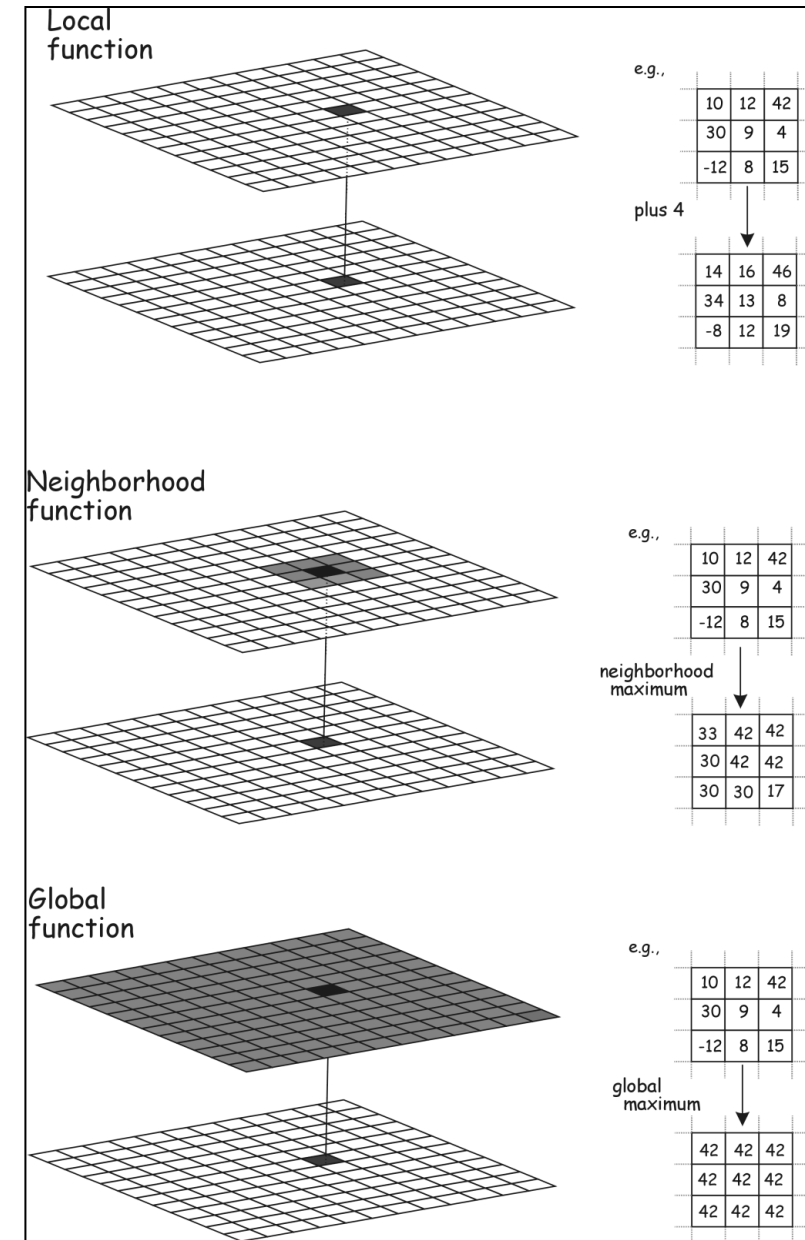 Local
function
e.g.,
10 12 42
30 9 4
-12 8 15
plus 4
14 16 46
34 13 8
-8 12 19
Neighborhood
function
e.g.,
10 12 42
30 9 4
-12 8 15
neighborhood
maximum
33 42 42
30 42 42
30 30 17
Global
function
e.g.,
10 12 42
30 9 4
-12 8 15
global
maximum
42 42 42
42 42 42
42 42 42